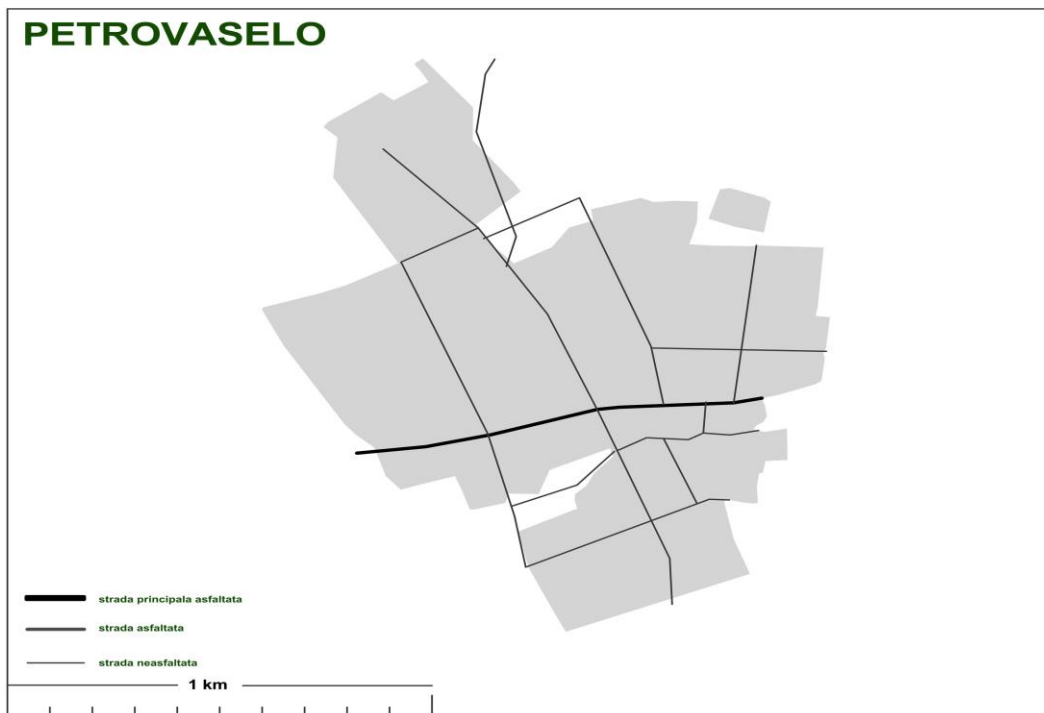 PETROVASELO
strada principala asfaltata
strada asfaltata
strada neasfaltata
1 km